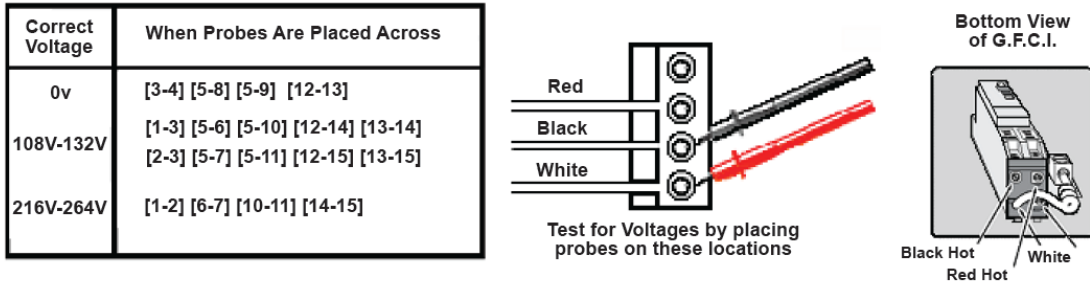 Correct
Voltage
When Probes Are Placed Across
0v
[3-4] [5-8] [5-9] [12-13]
108V-132V
[1-3] [5-6] [5-10] [12-14] [13-14]
[2-3] [5-7] [5-11] [12-15] [13-15]
216V-264V
[1-2] [6-7] [10-11] [14-15]
Red
Black
White
Test for Voltages by placing
probes on these locations
Bottom View
of G.F.C.I.
Black Hot
Red Hot
White